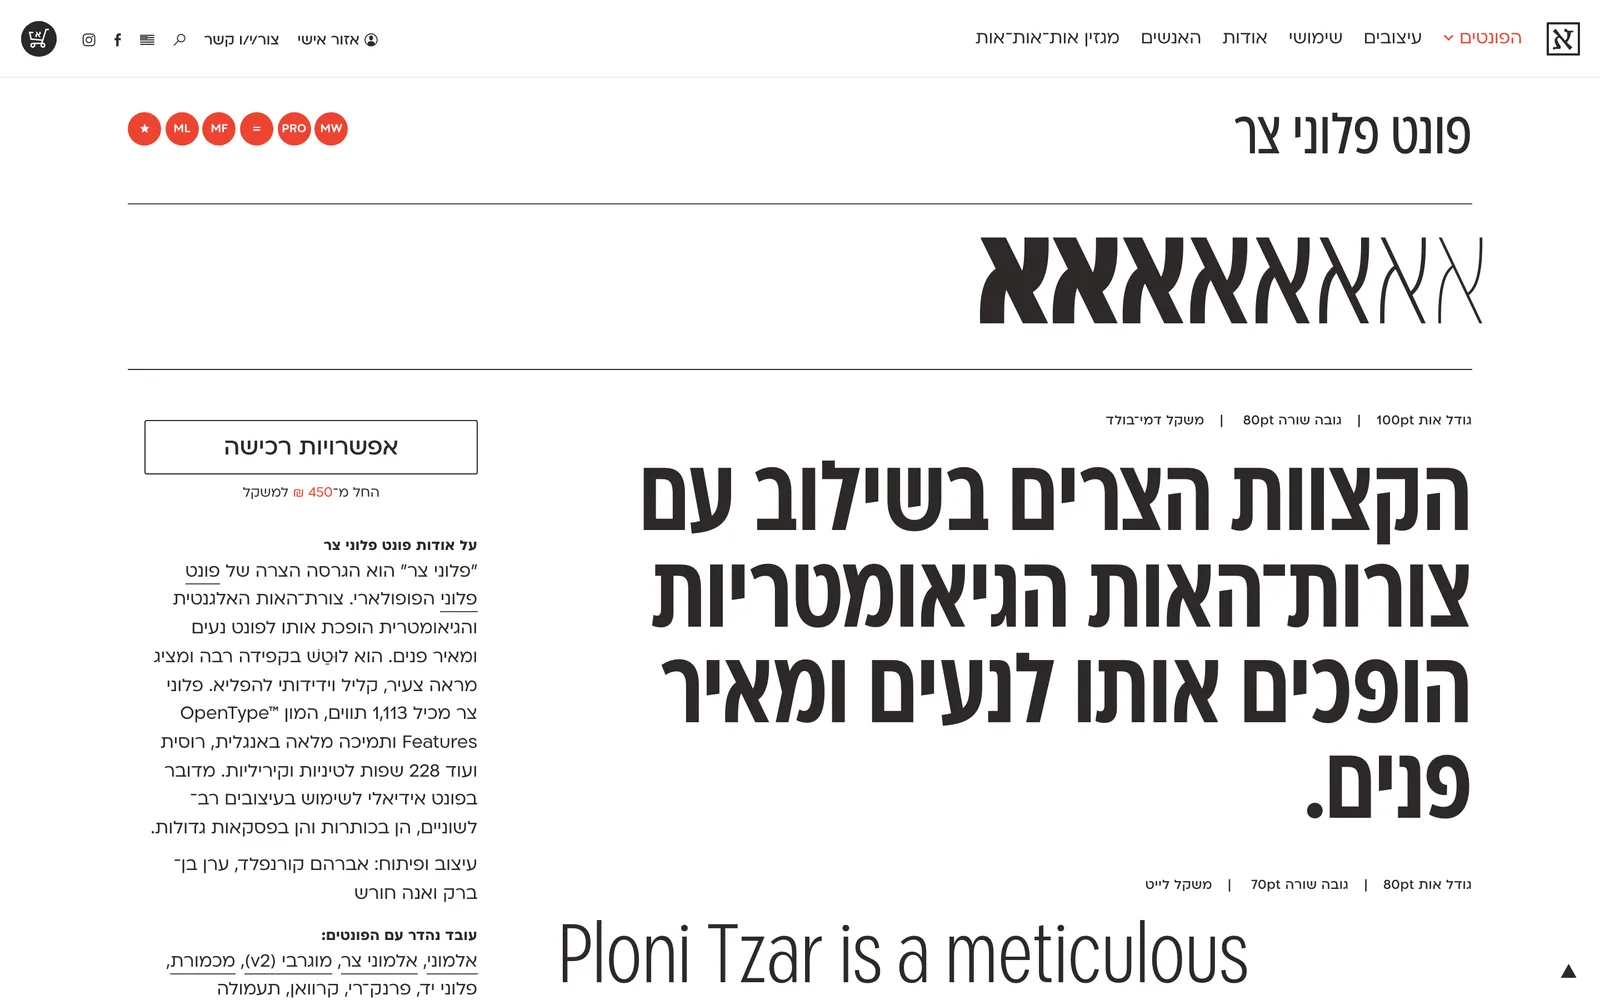 א
הפונטים
עיצובים
שימושי
אודות
האנשים
מגזין אות־אות־אות
אזור אישי
צור/י/ו קשר
פונט פלוני צר
MW
PRO
=
MF
ML
★
אאאאאאאא
גודל אות 100pt | גובה שורה 80pt | משקל דמי־בולד
הקצוות הצרים בשילוב עם
צורות־האות הגיאומטריות
הופכים אותו לנעים ומאיר
פנים.
גודל אות 80pt | גובה שורה 70pt | משקל לייט
Ploni Tzar is a meticulous
אפשרויות רכישה
החל מ־450 ₪ למשקל
על אודות פונט פלוני צר
"פלוני צר" הוא הגרסה הצרה של פונט
פלוני הפופולארי. צורת־האות האלגנטית
והגיאומטרית הופכת אותו לפונט נעים
ומאיר פנים. הוא לוּטַשׁ בקפידה רבה ומציג
מראה צעיר, קליל וידידותי להפליא. פלוני
צר מכיל 1,113 תווים, המון OpenType™
Features ותמיכה מלאה באנגלית, רוסית
ועוד 228 שפות לטיניות וקיריליות. מדובר
בפונט אידיאלי לשימוש בעיצובים רב־
לשוניים, הן בכותרות והן בפסקאות גדולות.
עיצוב ופיתוח: אברהם קורנפלד, ערן בן־
ברק ואנה חורש
עובד נהדר עם הפונטים:
אלמוני, אלמוני צר, מוגרבי (v2), מכמורת,
פלוני יד, פרנק־רי, קרוואן, תעמולה